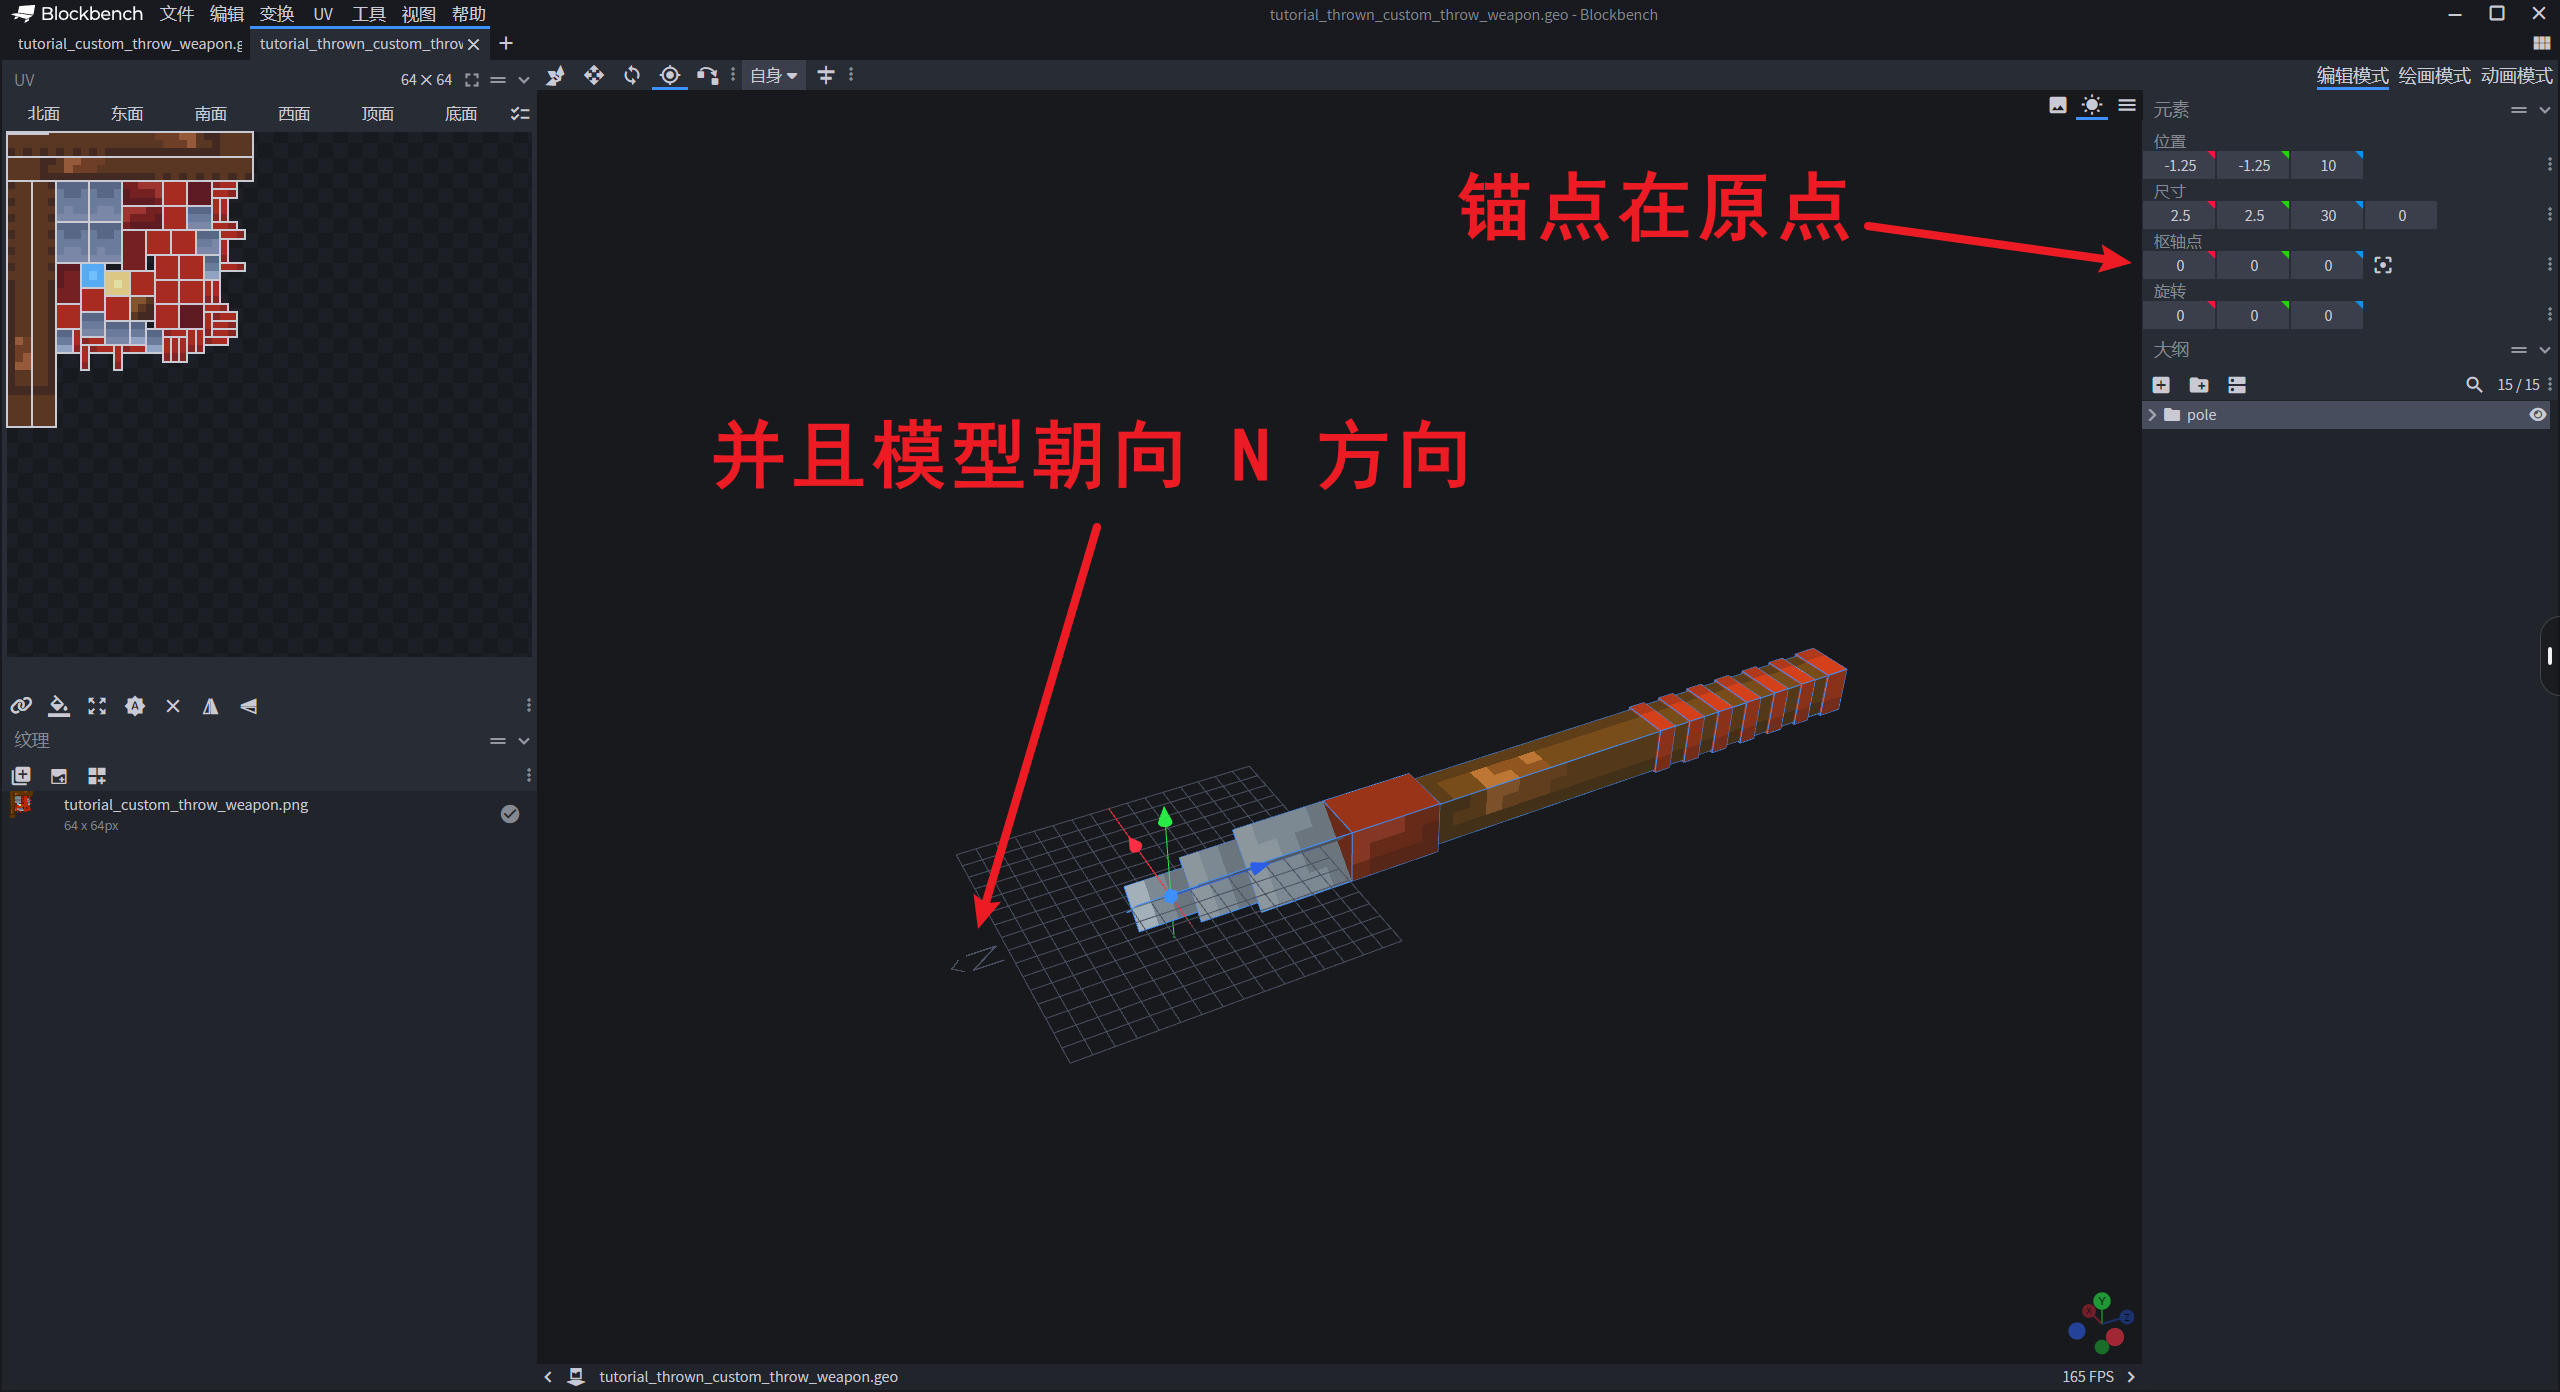 Blockbench 文件 编辑 变换 UV 工具 视图 帮助
tutorial_thrown_custom_throw_weapon.geo - Blockbench
tutorial_custom_throw_weapon.g tutorial_thrown_custom_throw
UV 64×64
北面 东面 南面 西面 顶面 底面
自身
编辑模式 绘画模式 动画模式
元素
位置
-1.25 -1.25 10
尺寸
2.5 2.5 30 0
枢轴点
0 0 0
旋转
0 0 0
大纲
15 / 15
pole
锚点在原点
并且模型朝向 N 方向
N
纹理
tutorial_custom_throw_weapon.png
64 x 64px
Y
X
Z
tutorial_thrown_custom_throw_weapon.geo
165 FPS